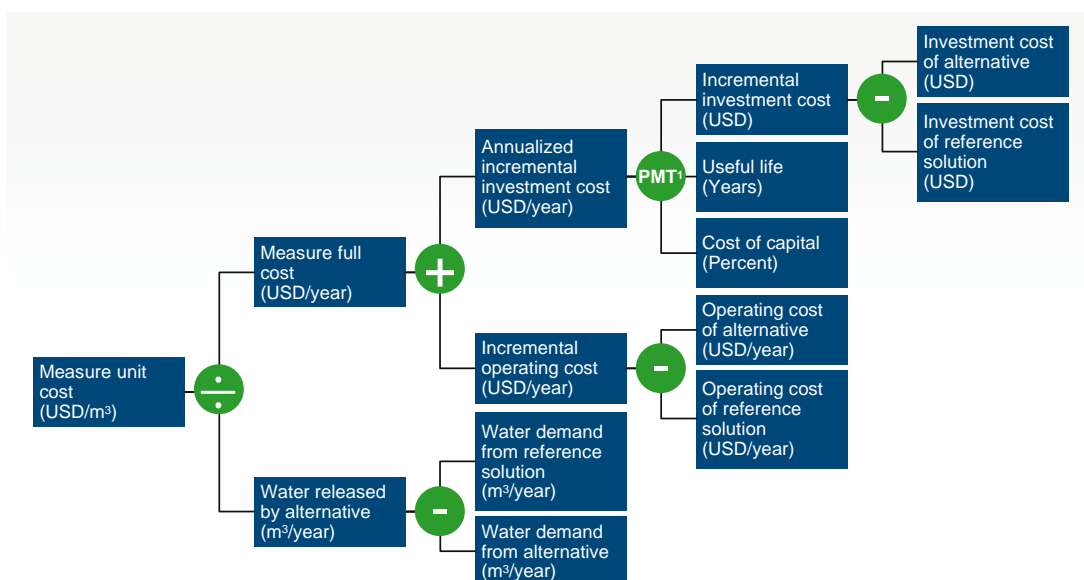 Measure unit
cost
(USD/m³)
÷
Measure full
cost
(USD/year)
Water released
by alternative
(m³/year)
+
-
Annualized
incremental
investment cost
(USD/year)
Incremental
operating cost
(USD/year)
Water demand
from reference
solution
(m³/year)
Water demand
from alternative
(m³/year)
PMT¹
-
Incremental
investment cost
(USD)
Useful life
(Years)
Cost of capital
(Percent)
Operating cost
of alternative
(USD/year)
Operating cost
of reference
solution
(USD/year)
-
Investment cost
of alternative
(USD)
Investment cost
of reference
solution
(USD)